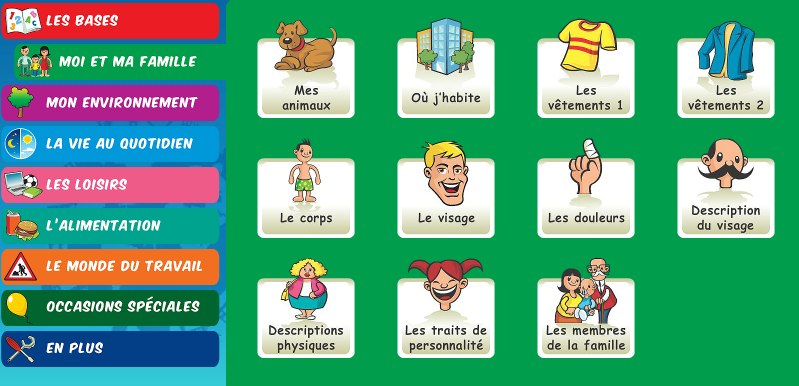 LES BASES
MOI ET MA FAMILLE
MON ENVIRONNEMENT
LA VIE AU QUOTIDIEN
LES LOISIRS
L'ALIMENTATION
LE MONDE DU TRAVAIL
OCCASIONS SPÉCIALES
EN PLUS
Mes
animaux
Où j'habite
Les
vêtements 1
Les
vêtements 2
Le corps
Le visage
Les douleurs
Description
du visage
Descriptions
physiques
Les traits de
personnalité
Les membres
de la famille